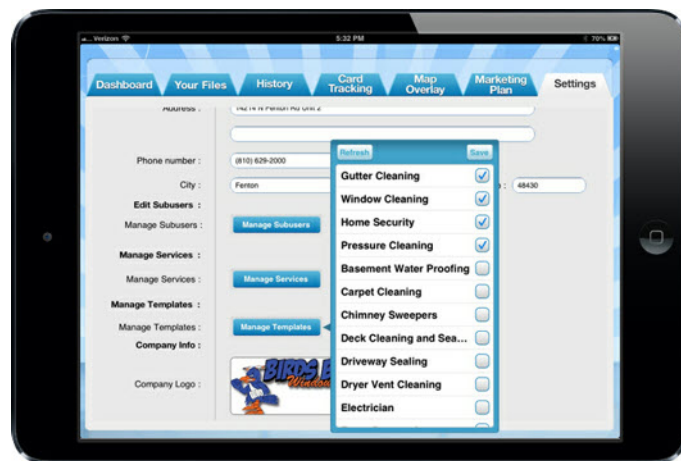 Verizon
5:32 PM
70%
Dashboard
Your Files
History
Card Tracking
Map Overlay
Marketing Plan
Settings
Address :
Phone number :
(810) 629-2000
City :
Fenton
48430
Edit Subusers :
Manage Subusers :
Manage Subusers
Manage Services :
Manage Services :
Manage Services
Manage Templates :
Manage Templates :
Manage Templates
Company Info :
Company Logo :
BIRDS
Refresh
Save
Gutter Cleaning
Window Cleaning
Home Security
Pressure Cleaning
Basement Water Proofing
Carpet Cleaning
Chimney Sweepers
Deck Cleaning and Sea...
Driveway Sealing
Dryer Vent Cleaning
Electrician